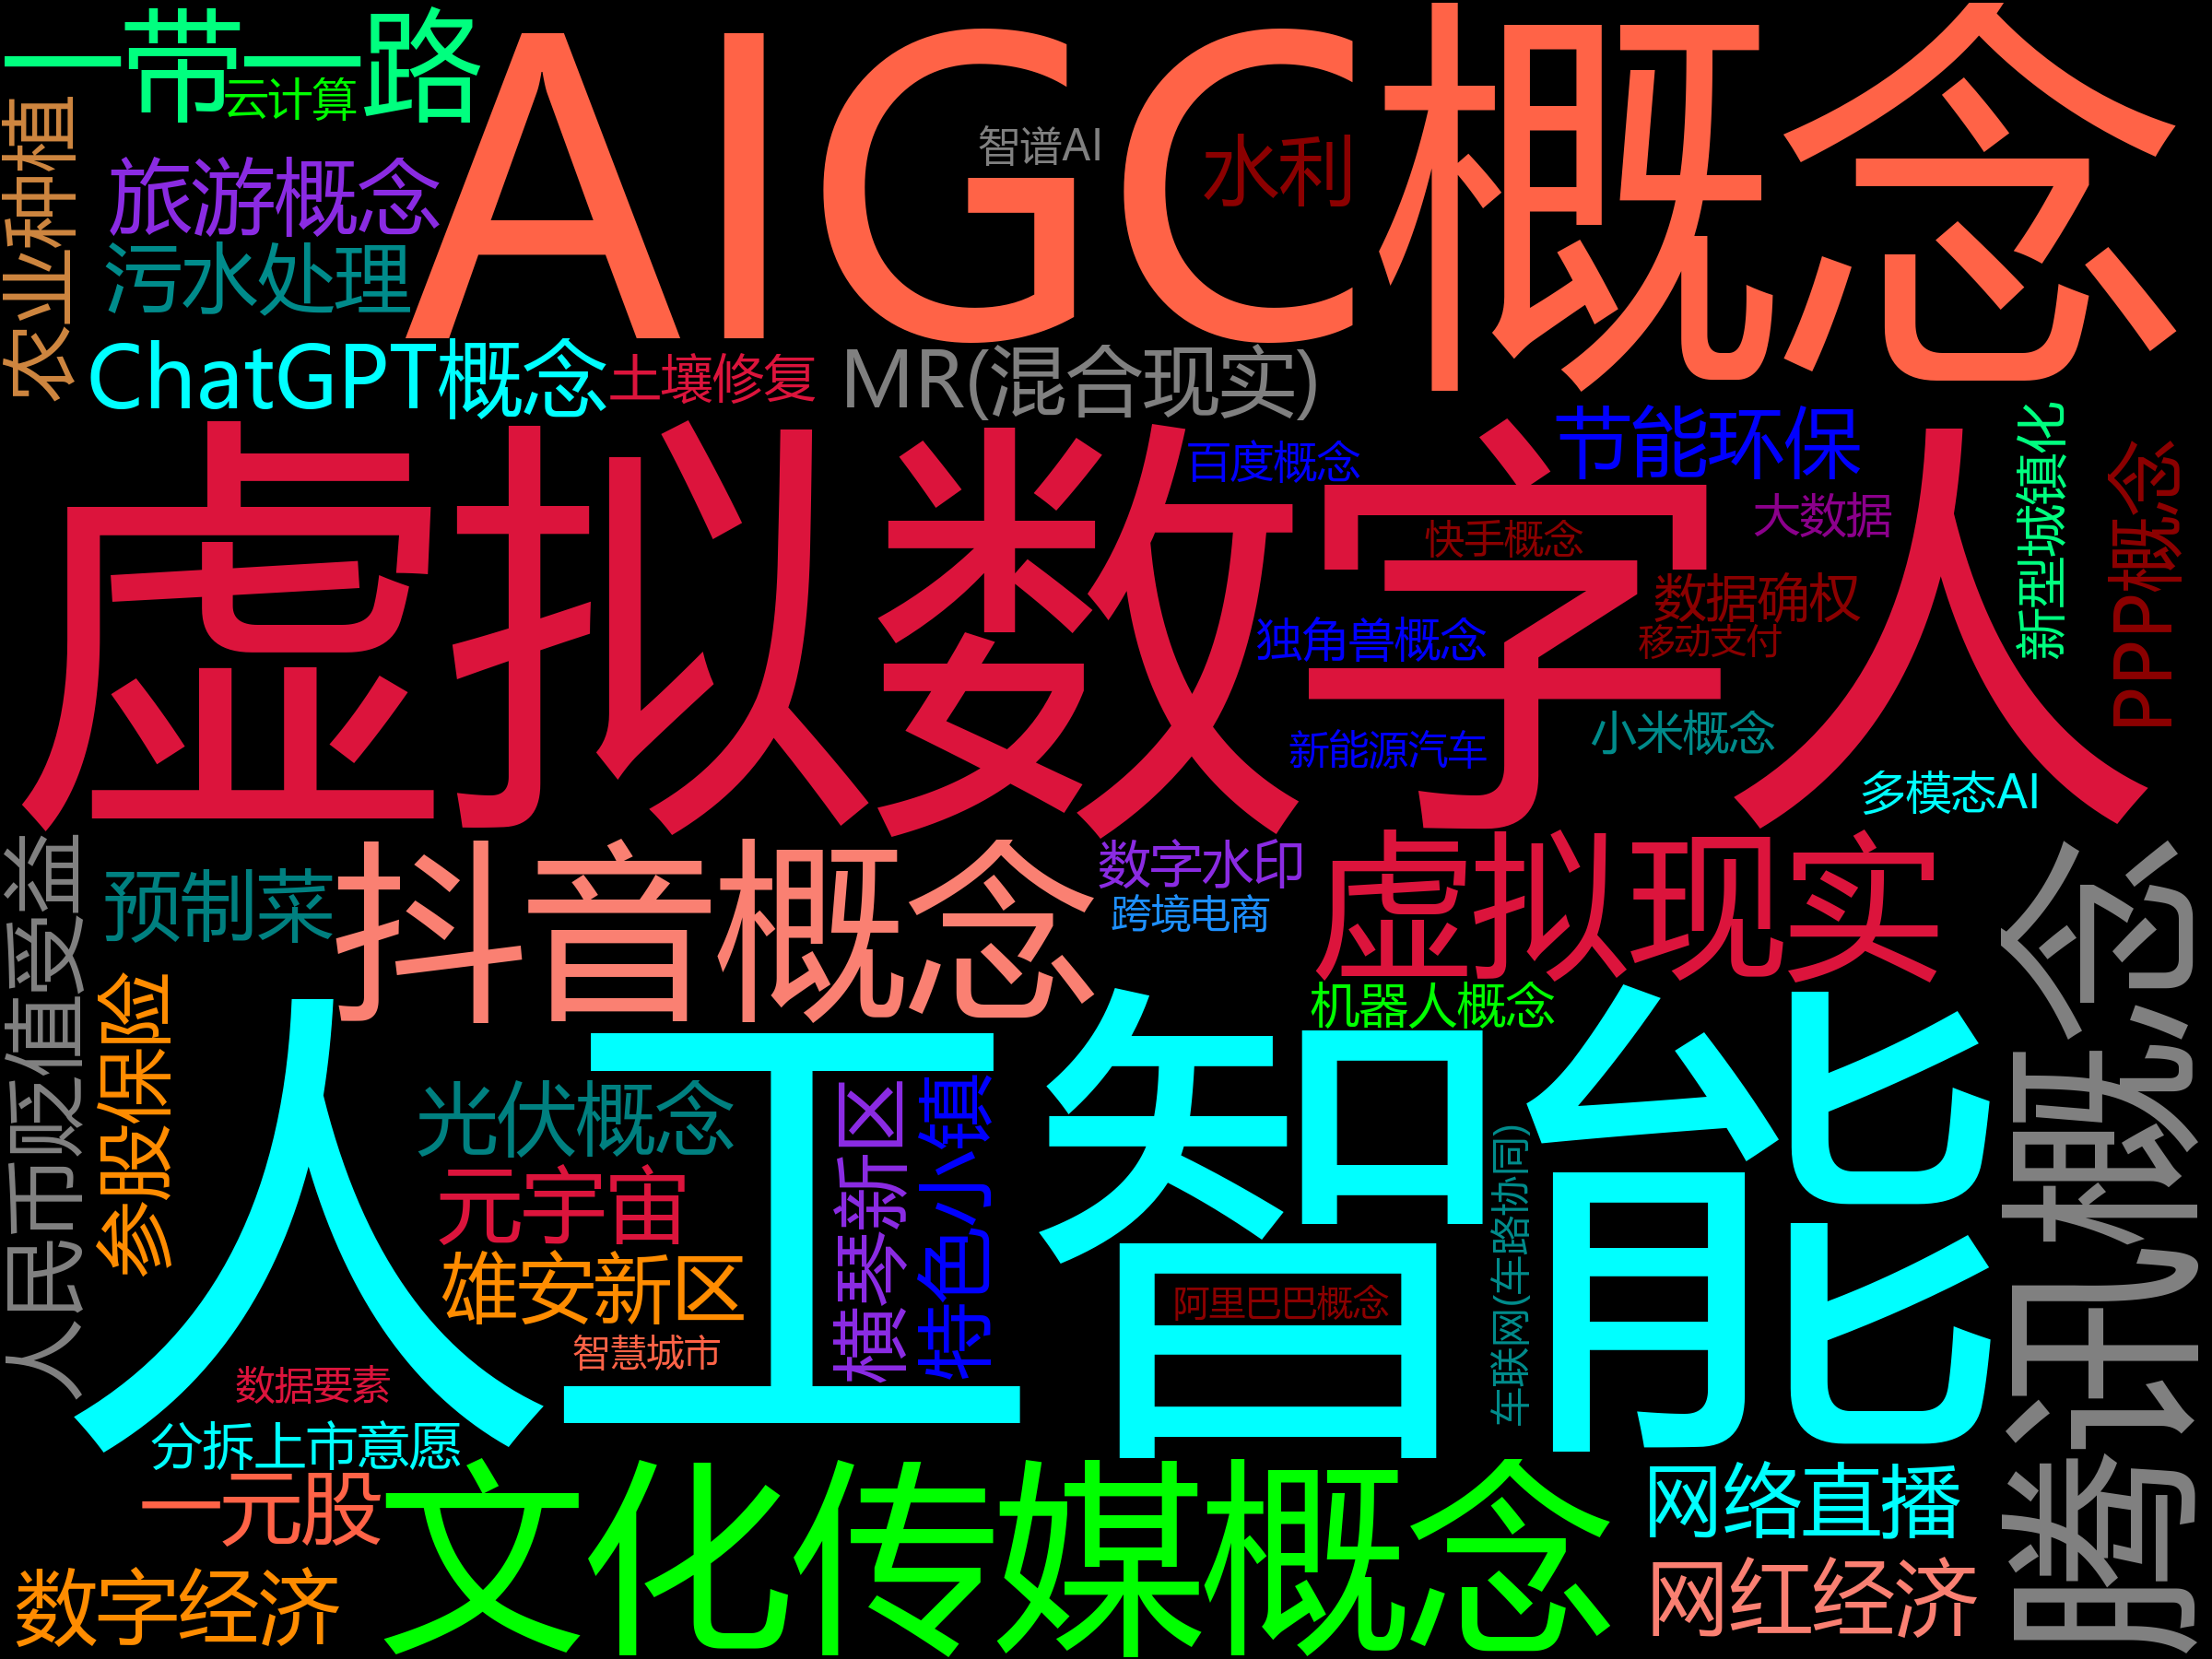 一带一路
云计算
AIGC概念
智谱AI
水利
农业种植
旅游概念
污水处理
ChatGPT概念
土壤修复
MR(混合现实)
虚拟数字人
百度概念
节能环保
大数据
快手概念
数据确权
独角兽概念
移动支付
新能源汽车
小米概念
新型城镇化
PPP概念
多模态AI
人民币贬值受益
预制菜
抖音概念
数字水印
跨境电商
虚拟现实
机器人概念
腾讯概念
参股保险
人工智能
光伏概念
元宇宙
雄安新区
智慧城市
横琴新区
特色小镇
阿里巴巴概念
车联网(车路协同)
数据要素
分拆上市意愿
一元股
数字经济
文化传媒概念
网络直播
网红经济